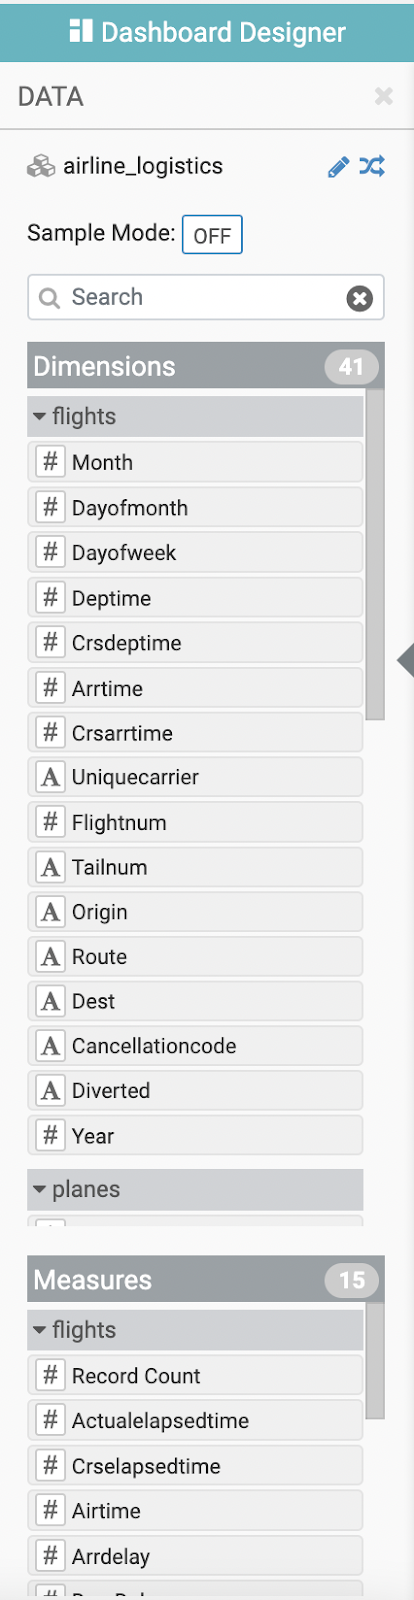 Dashboard Designer
DATA
airline_logistics
Sample Mode: OFF
Search
Dimensions 41
flights
# Month
# Dayofmonth
# Dayofweek
# Deptime
# Crsdeptime
# Arrtime
# Crsarrtime
A Uniquecarrier
# Flightnum
A Tailnum
A Origin
A Route
A Dest
A Cancellationcode
A Diverted
# Year
planes
Measures 15
flights
# Record Count
# Actualelapsedtime
# Crselapsedtime
# Airtime
# Arrdelay